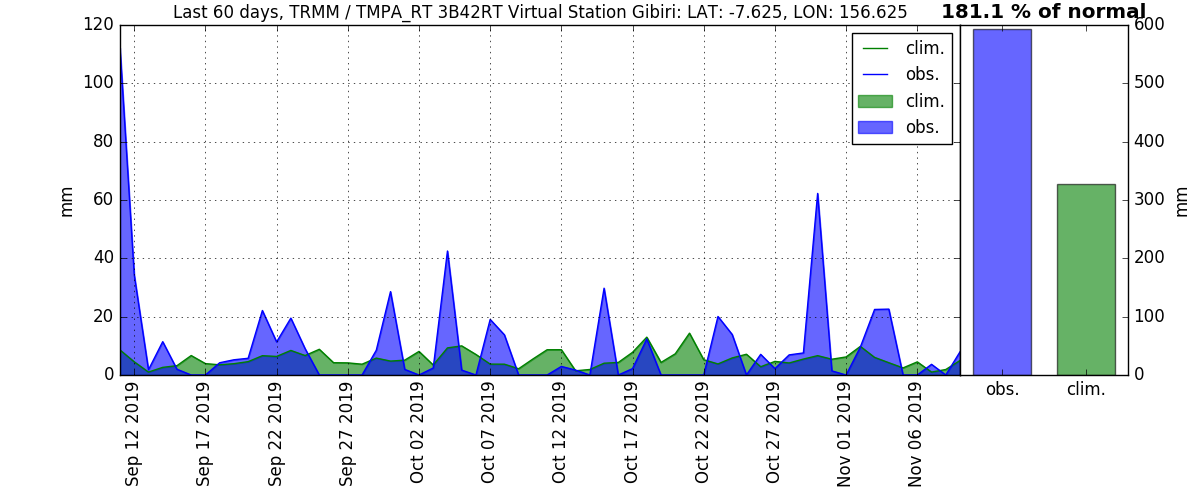 Last 60 days, TRMM / TMPA_RT 3B42RT Virtual Station Gibiri: LAT: -7.625, LON: 156.625
181.1 % of normal
120
100
80
60
40
20
0
mm
clim.
obs.
clim.
obs.
600
500
400
300
200
100
0
mm
obs.
clim.
Sep 12 2019
Sep 17 2019
Sep 22 2019
Sep 27 2019
Oct 02 2019
Oct 07 2019
Oct 12 2019
Oct 17 2019
Oct 22 2019
Oct 27 2019
Nov 01 2019
Nov 06 2019